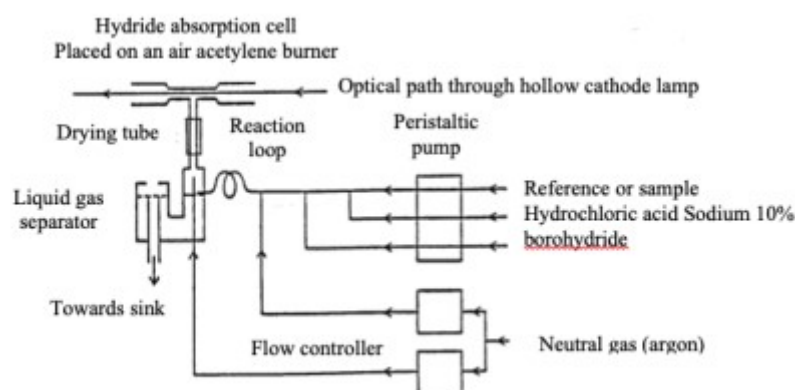 Hydride absorption cell
Placed on an air acetylene burner
Optical path through hollow cathode lamp
Drying tube
Reaction
loop
Peristaltic
pump
Liquid gas
separator
Reference or sample
Hydrochloric acid Sodium 10%
borohydride
Towards sink
Flow controller
Neutral gas (argon)